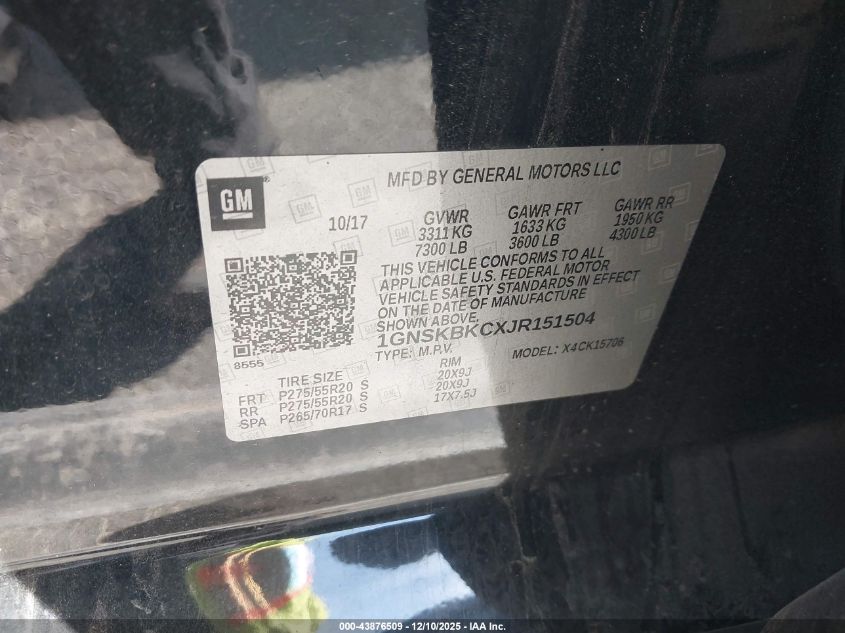 GM ®
MFD BY GENERAL MOTORS LLC
10/17 GVWR GAWR FRT GAWR RR
3311 KG 1633 KG 1950 KG
7300 LB 3600 LB 4300 LB
THIS VEHICLE CONFORMS TO ALL
APPLICABLE U.S. FEDERAL MOTOR
VEHICLE SAFETY STANDARDS IN EFFECT
ON THE DATE OF MANUFACTURE
SHOWN ABOVE.
1GNSKBKCXJR151504
8555 TYPE: M.P.V. MODEL: X4CK15706
TIRE SIZE RIM
FRT P275/55R20 S 20X9J
RR P275/55R20 S 20X9J
SPA P265/70R17 S 17X7.5J
000-43876509 - 12/10/2025 - IAA Inc.